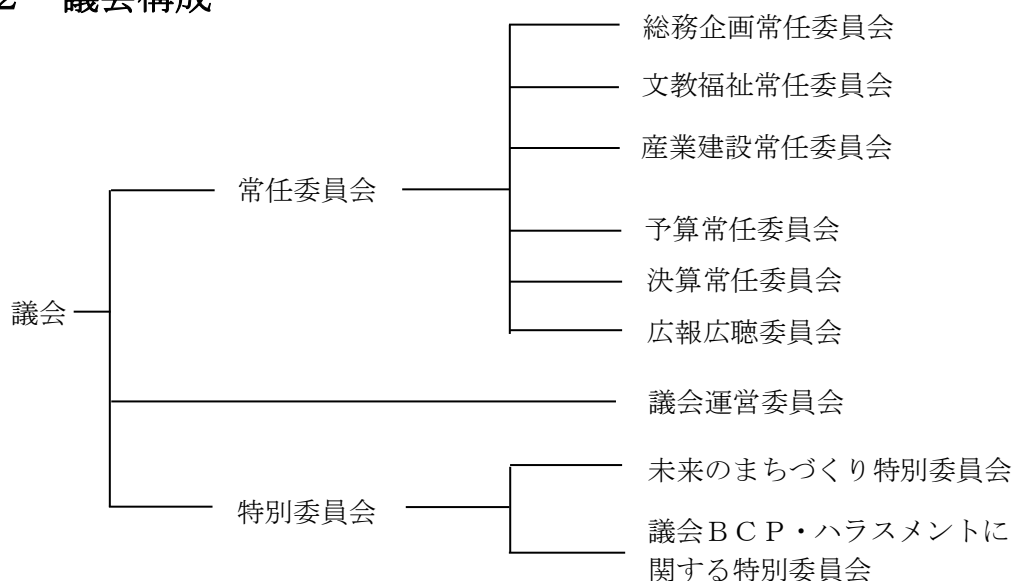 2 議会構成
総務企画常任委員会
文教福祉常任委員会
産業建設常任委員会
常任委員会
予算常任委員会
決算常任委員会
議会
広報広聴委員会
議会運営委員会
未来のまちづくり特別委員会
特別委員会
議会ＢＣＰ・ハラスメントに
関する特別委員会